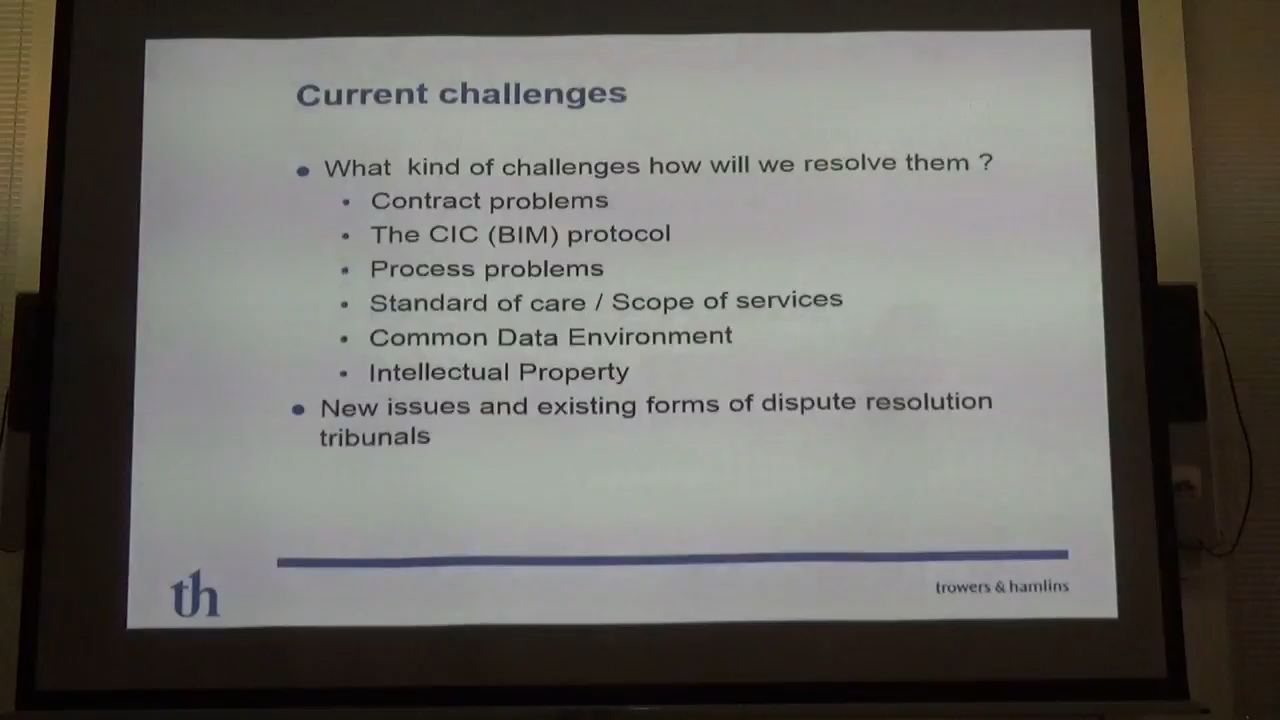 Current challenges
• What kind of challenges how will we resolve them ?
• Contract problems
• The CIC (BIM) protocol
• Process problems
• Standard of care / Scope of services
• Common Data Environment
• Intellectual Property
• New issues and existing forms of dispute resolution
tribunals
th
trowers & hamlins